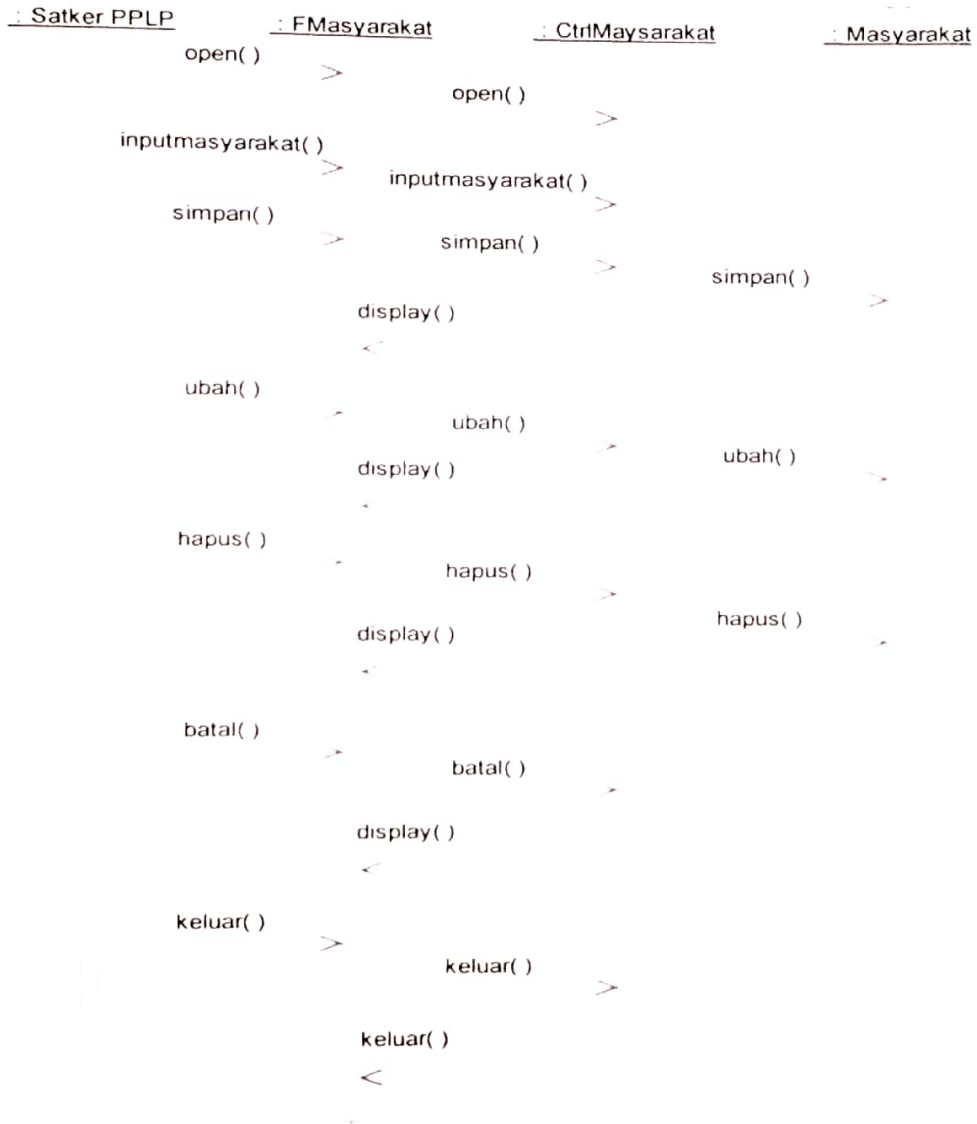 : Satker PPLP
: FMasyarakat
: CtrlMaysarakat
: Masyarakat
open( )
open( )
inputmasyarakat( )
inputmasyarakat( )
simpan( )
simpan( )
simpan( )
display( )
ubah( )
ubah( )
ubah( )
display( )
hapus( )
hapus( )
hapus( )
display( )
batal( )
batal( )
display( )
keluar( )
keluar( )
keluar( )